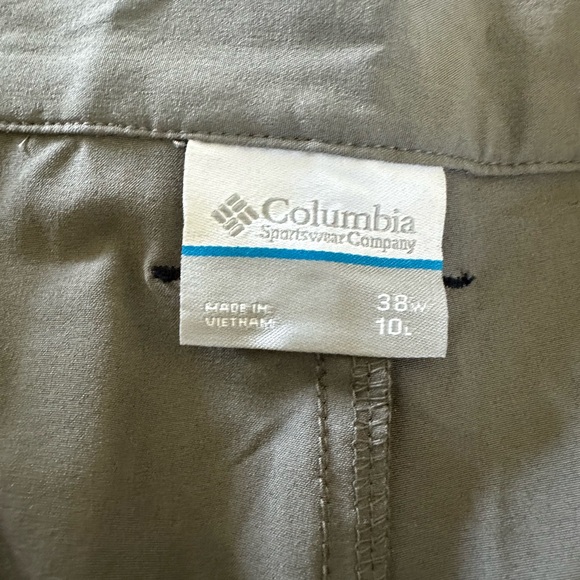 Columbia
Sportswear Company
MADE IN
VIETNAM
38W
10L